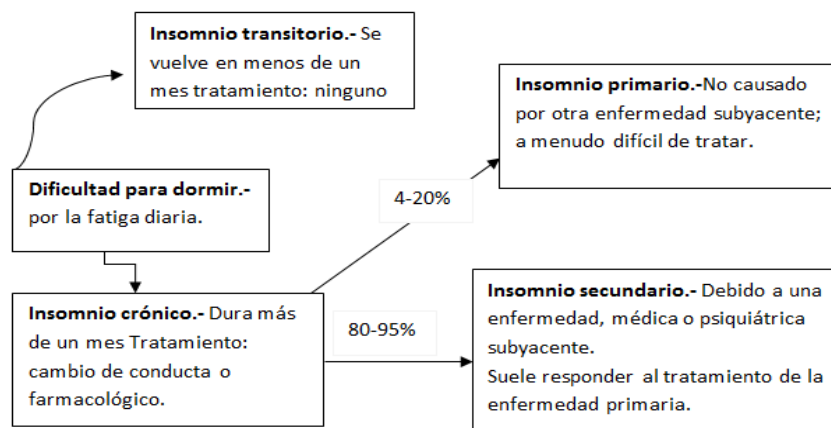 Insomnio transitorio.- Se
vuelve en menos de un
mes tratamiento: ninguno
Insomnio primario.-No causado
por otra enfermedad subyacente;
a menudo difícil de tratar.
Dificultad para dormir.-
por la fatiga diaria.
4-20%
Insomnio crónico.- Dura más
de un mes Tratamiento:
cambio de conducta o
farmacológico.
80-95%
Insomnio secundario.- Debido a una
enfermedad, médica o psiquiátrica
subyacente.
Suele responder al tratamiento de la
enfermedad primaria.